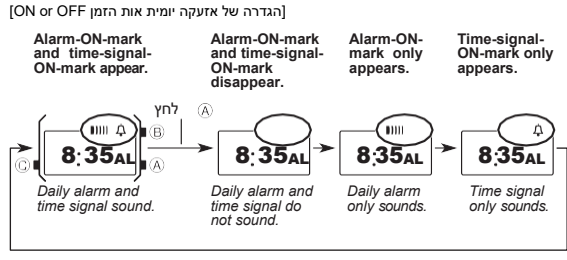 [הגדרה של אזעקה יומית אות הזמן ON or OFF]
Alarm-ON-mark
and time-signal-
ON-mark appear.
Alarm-ON-mark
and time-signal-
ON-mark
disappear.
Alarm-ON-
mark only
appears.
Time-signal-
ON-mark only
appears.
לחץ Ⓐ
Ⓑ
8:35AL
Ⓒ
Ⓐ
8:35AL
8:35AL
8:35AL
Daily alarm and
time signal sound.
Daily alarm and
time signal do
not sound.
Daily alarm
only sounds.
Time signal
only sounds.